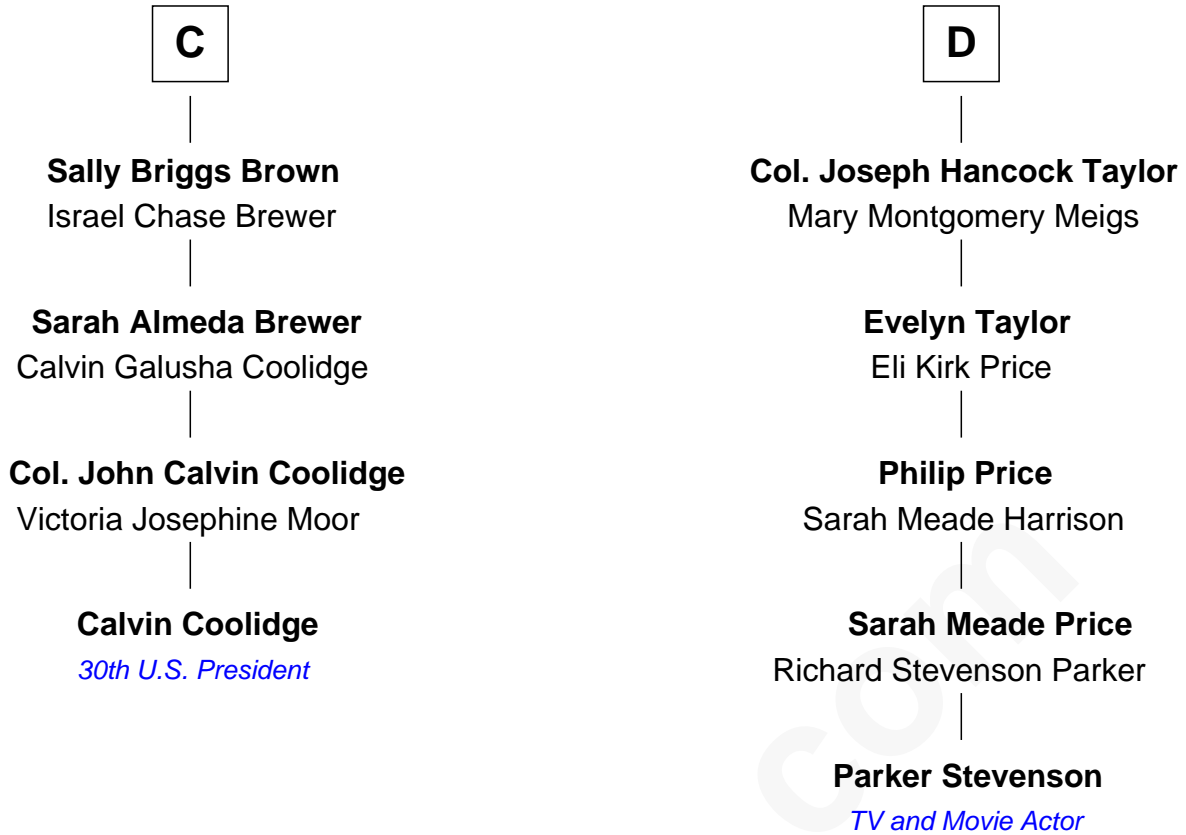 C
Sally Briggs Brown
Israel Chase Brewer
Sarah Almeda Brewer
Calvin Galusha Coolidge
Col. John Calvin Coolidge
Victoria Josephine Moor
Calvin Coolidge
30th U.S. President
D
Col. Joseph Hancock Taylor
Mary Montgomery Meigs
Evelyn Taylor
Eli Kirk Price
Philip Price
Sarah Meade Harrison
Sarah Meade Price
Richard Stevenson Parker
Parker Stevenson
TV and Movie Actor
com